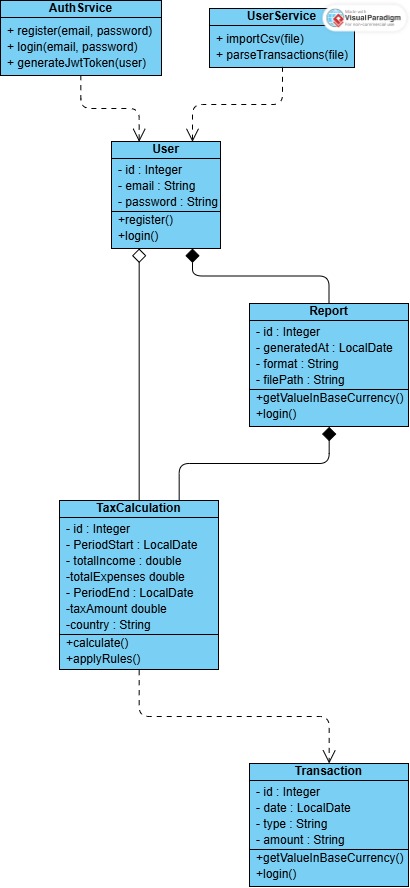 AuthSrvice
+ register(email, password)
+ login(email, password)
+ generateJwtToken(user)
UserService
+ importCsv(file)
+ parseTransactions(file)
Made with
Visual Paradigm
For non-commercial use
User
- id : Integer
- email : String
- password : String
+register()
+login()
Report
- id : Integer
- generatedAt : LocalDate
- format : String
- filePath : String
+getValueInBaseCurrency()
+login()
TaxCalculation
- id : Integer
- PeriodStart : LocalDate
- totalIncome : double
-totalExpenses double
- PeriodEnd : LocalDate
-taxAmount double
-country : String
+calculate()
+applyRules()
Transaction
- id : Integer
- date : LocalDate
- type : String
- amount : String
+getValueInBaseCurrency()
+login()